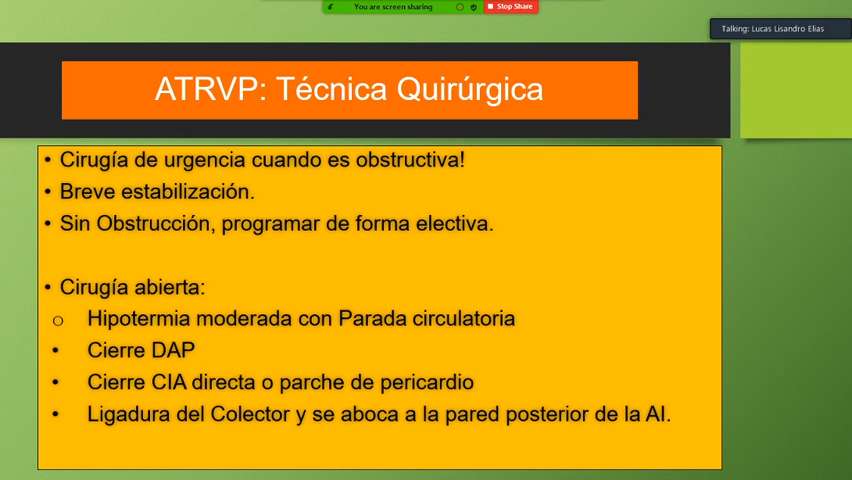 You are screen sharing
Stop Share
Talking: Lucas Lisandro Elias
ATRVP: Técnica Quirúrgica
• Cirugía de urgencia cuando es obstructiva!
• Breve estabilización.
• Sin Obstrucción, programar de forma electiva.
• Cirugía abierta:
o Hipotermia moderada con Parada circulatoria
• Cierre DAP
• Cierre CIA directa o parche de pericardio
• Ligadura del Colector y se aboca a la pared posterior de la AI.